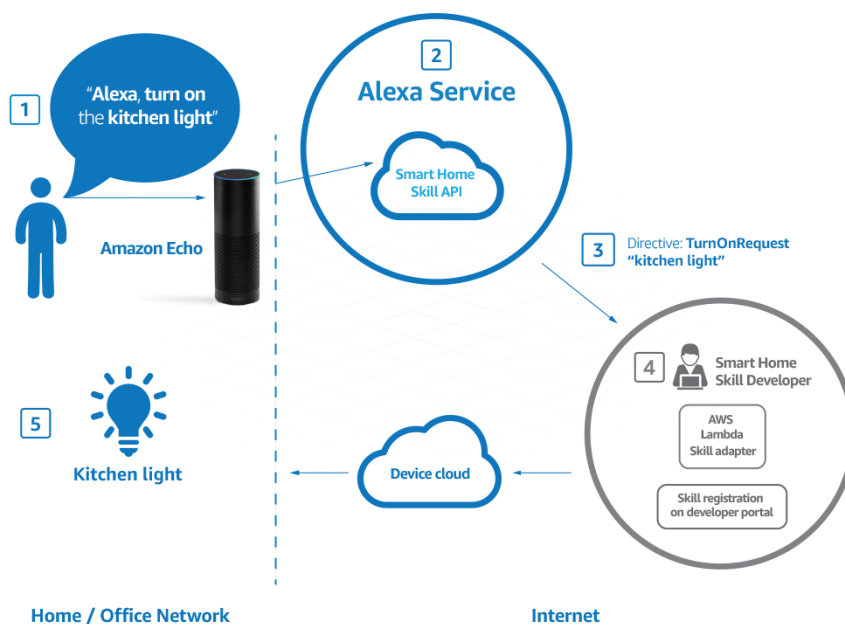 1
“Alexa, turn on
the kitchen light”
Amazon Echo
2
Alexa Service
Smart Home
Skill API
3
Directive: TurnOnRequest
“kitchen light”
4
Smart Home
Skill Developer
AWS
Lambda
Skill adapter
Skill registration
on developer portal
Device cloud
5
Kitchen light
Home / Office Network
Internet